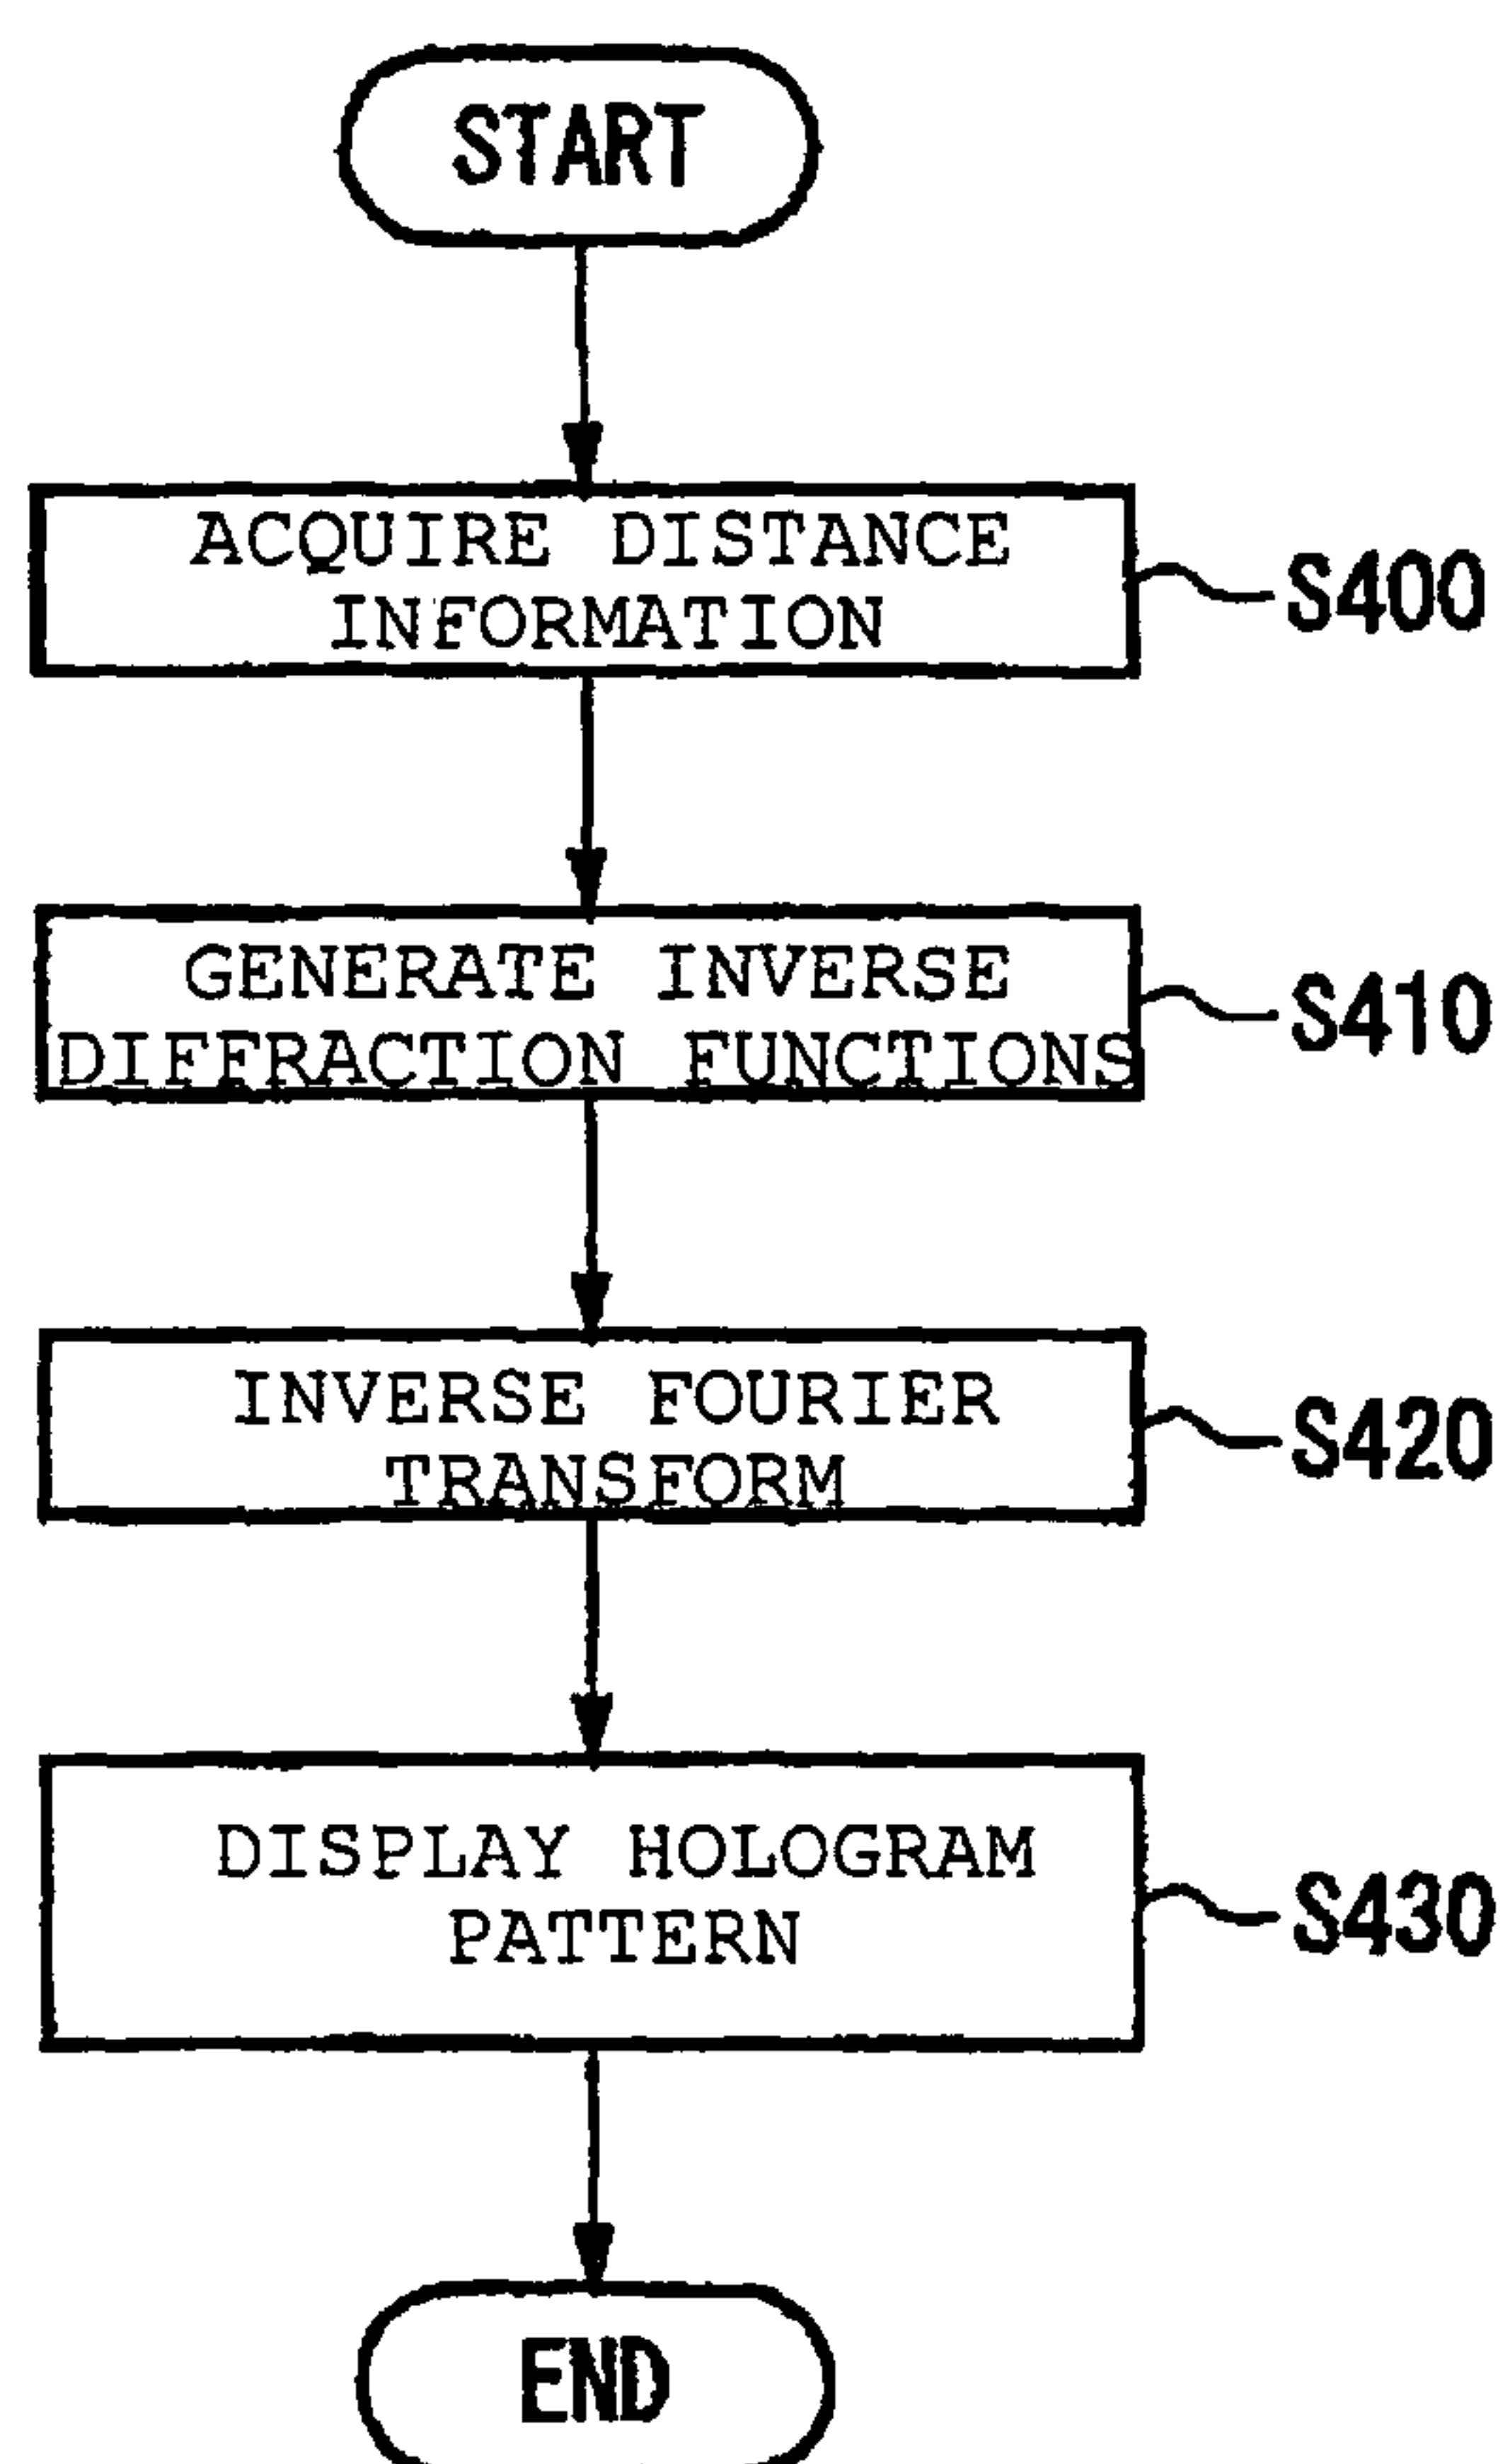 START
ACQUIRE DISTANCE
INFORMATION
S400
GENERATE INVERSE
DIFFRACTION FUNCTIONS
S410
INVERSE FOURIER
TRANSFORM
S420
DISPLAY HOLOGRAM
PATTERN
S430
END